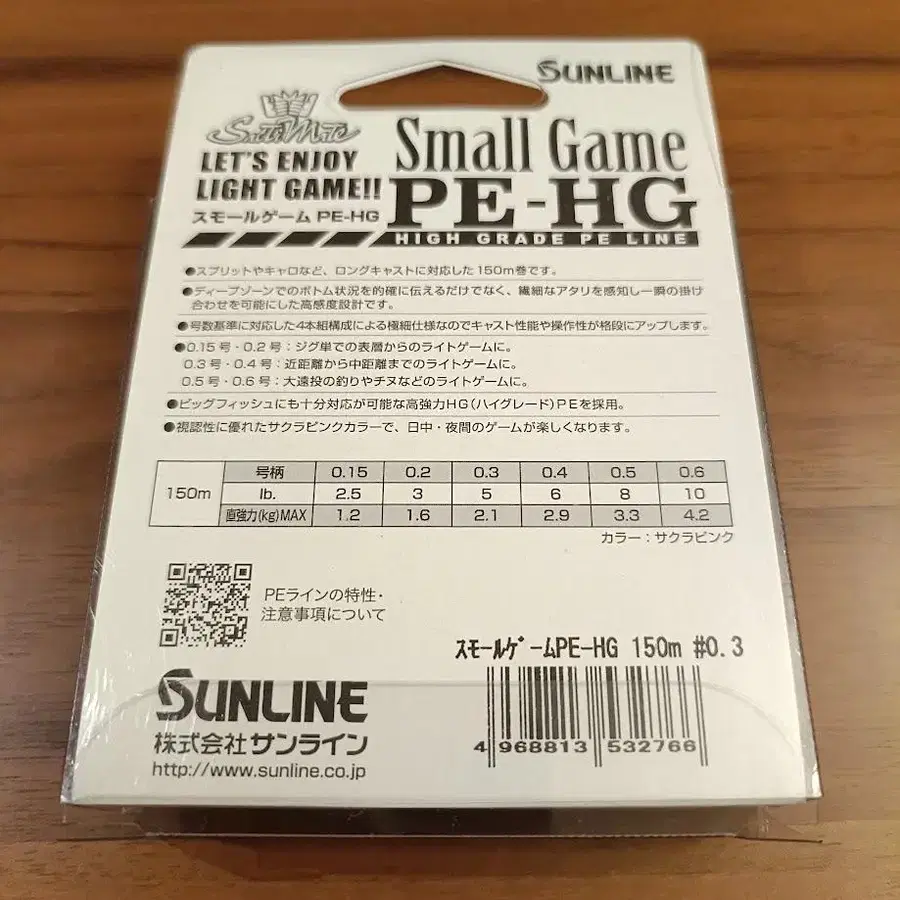 SUNLINE
SaltiMate
LET'S ENJOY
LIGHT GAME!!
スモールゲーム PE-HG
Small Game
PE-HG
HIGH GRADE PE LINE
●スプリットやキャロなど、ロングキャストに対応した150m巻です。
●ディープゾーンでのボトム状況を的確に伝えるだけでなく、繊細なアタリを感知し一瞬の掛け
合わせを可能にした高感度設計です。
●号数基準に対応した4本組構成による極細仕様なのでキャスト性能や操作性が格段にアップします。
●0.15号・0.2号：ジグ単での表層からのライトゲームに。
0.3号・0.4号：近距離から中距離までのライトゲームに。
0.5号・0.6号：大遠投の釣りやチヌなどのライトゲームに。
●ビッグフィッシュにも十分対応が可能な高強力HG（ハイグレード）PEを採用。
●視認性に優れたサクラピンクカラーで、日中・夜間のゲームが楽しくなります。
150m
号柄 0.15 0.2 0.3 0.4 0.5 0.6
lb. 2.5 3 5 6 8 10
直強力(kg)MAX 1.2 1.6 2.1 2.9 3.3 4.2
カラー：サクラピンク
PEラインの特性・
注意事項について
スモールゲームPE-HG 150m #0.3
4 968813 532766
SUNLINE
株式会社サンライン
http://www.sunline.co.jp